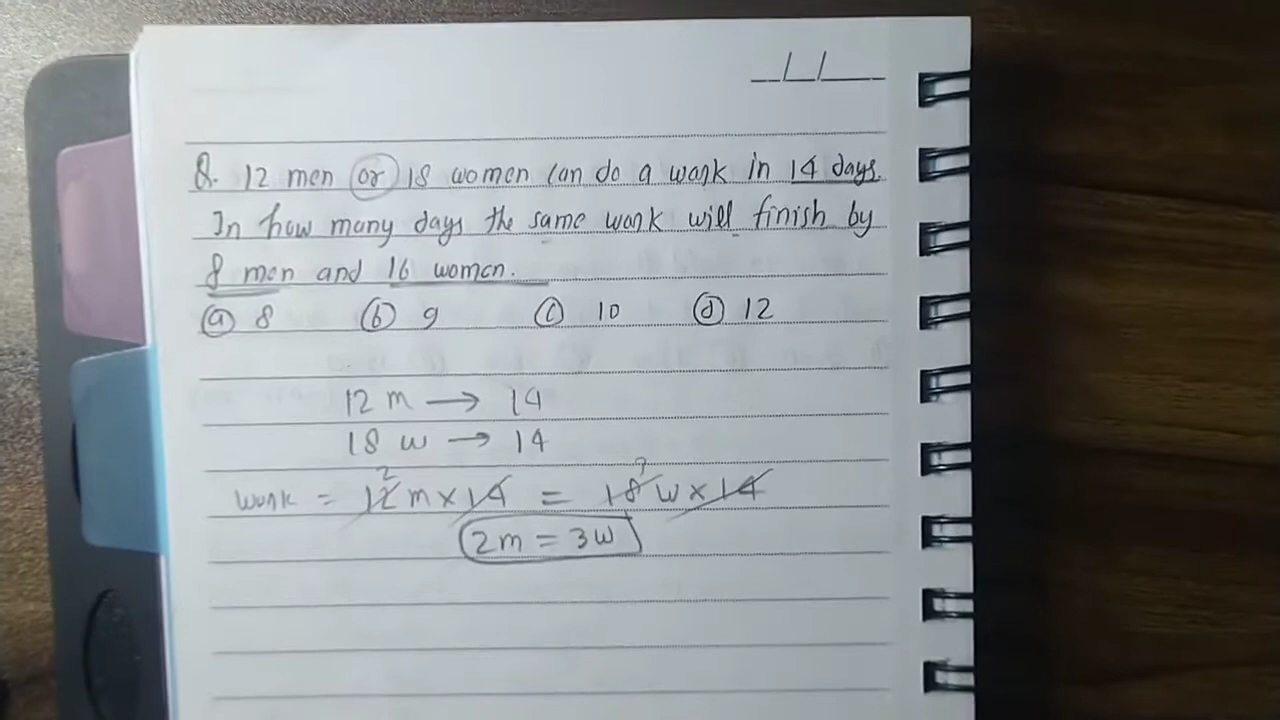 __/__/____
Q. 12 men or 18 women can do a work in 14 days.
In how many days the same work will finish by
8 men and 16 women.
(a) 8 (b) 9 (c) 10 (d) 12
12 m → 14
18 w → 14
2 3
work = 12 m × 14 = 18 w × 14
2m = 3w